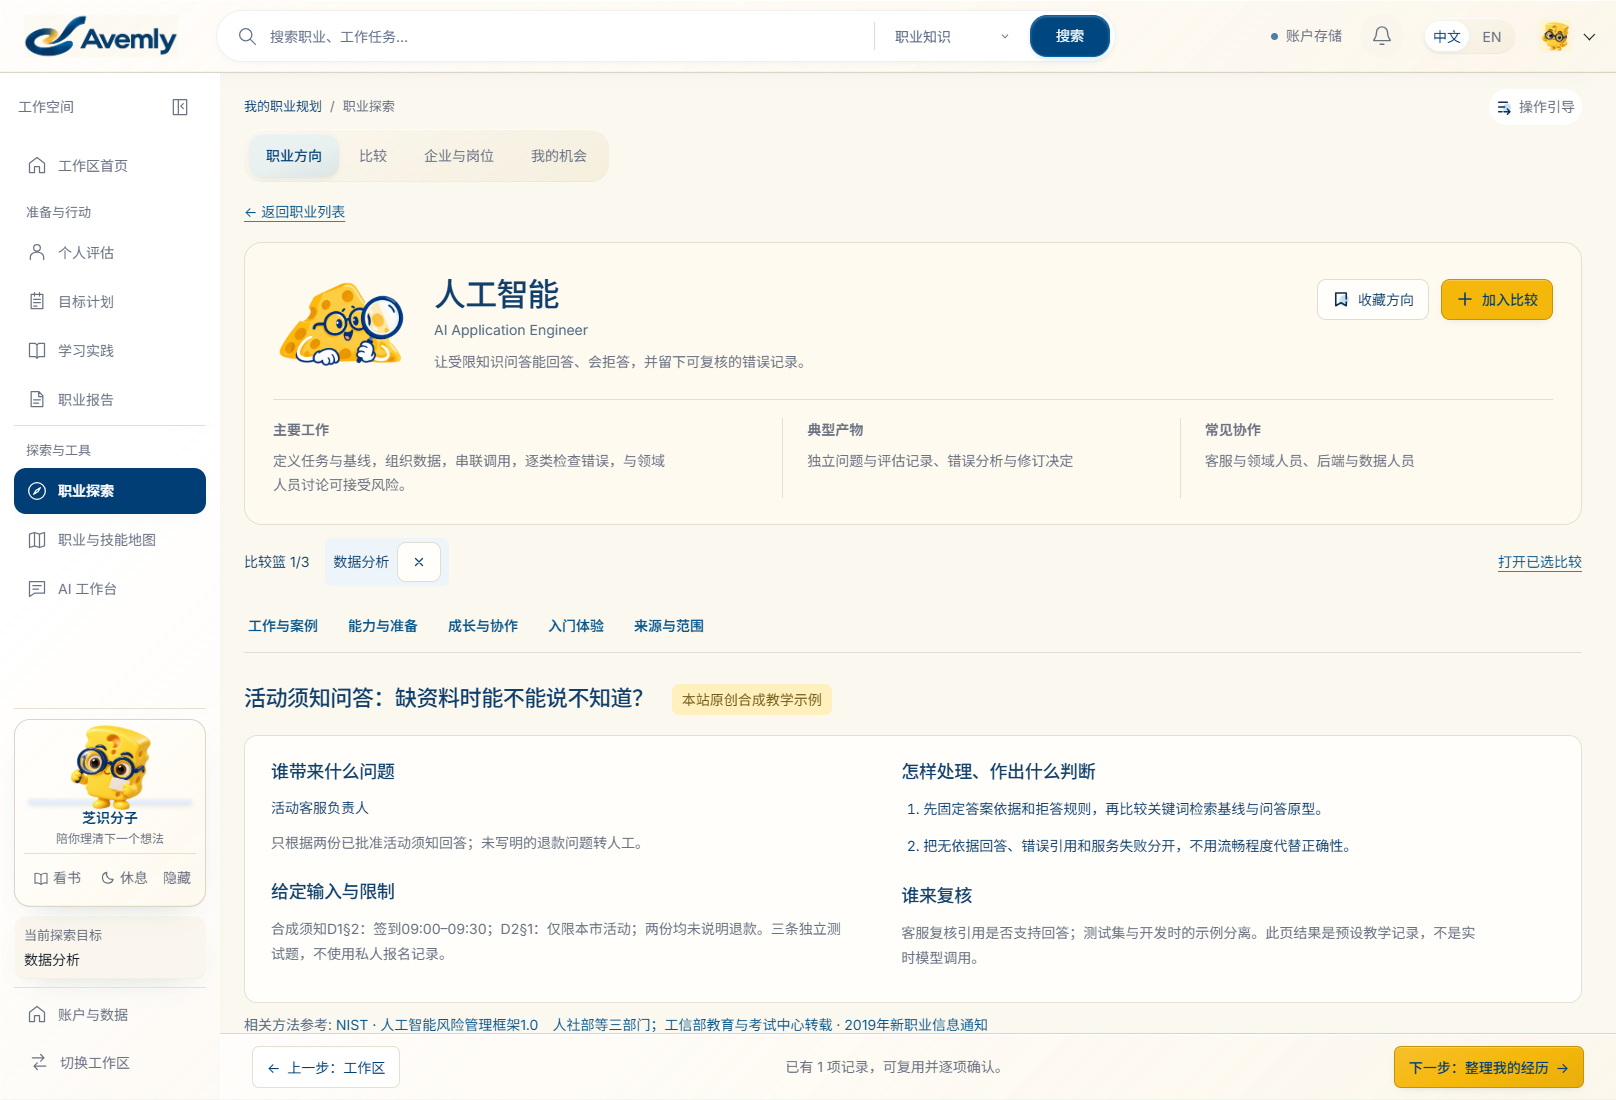 Avemly
搜索职业、工作任务...
职业知识
搜索
账户存储
中文
EN
工作空间
工作区首页
准备与行动
个人评估
目标计划
学习实践
职业报告
探索与工具
职业探索
职业与技能地图
AI 工作台
芝识分子
陪你理清下一个想法
看书
休息
隐藏
当前探索目标
数据分析
账户与数据
切换工作区
我的职业规划 / 职业探索
操作引导
职业方向
比较
企业与岗位
我的机会
← 返回职业列表
人工智能
AI Application Engineer
让受限知识问答能回答、会拒答，并留下可复核的错误记录。
收藏方向
加入比较
主要工作
定义任务与基线，组织数据，串联调用，逐类检查错误，与领域
人员讨论可接受风险。
典型产物
独立问题与评估记录、错误分析与修订决定
常见协作
客服与领域人员、后端与数据人员
比较篮 1/3
数据分析
×
打开已选比较
工作与案例
能力与准备
成长与协作
入门体验
来源与范围
活动须知问答：缺资料时能不能说不知道？
本站原创合成教学示例
谁带来什么问题
活动客服负责人
只根据两份已批准活动须知回答；未写明的退款问题转人工。
给定输入与限制
合成须知D1§2：签到09:00–09:30；D2§1：仅限本市活动；两份均未说明退款。三条独立测
试题，不使用私人报名记录。
怎样处理、作出什么判断
1. 先固定答案依据和拒答规则，再比较关键词检索基线与问答原型。
2. 把无依据回答、错误引用和服务失败分开，不用流畅程度代替正确性。
谁来复核
客服复核引用是否支持回答；测试集与开发时的示例分离。此页结果是预设教学记录，不是实
时模型调用。
相关方法参考: NIST · 人工智能风险管理框架1.0 人社部等三部门；工信部教育与考试中心转载 · 2019年新职业信息通知
← 上一步：工作区
已有 1 项记录，可复用并逐项确认。
下一步：整理我的经历 →